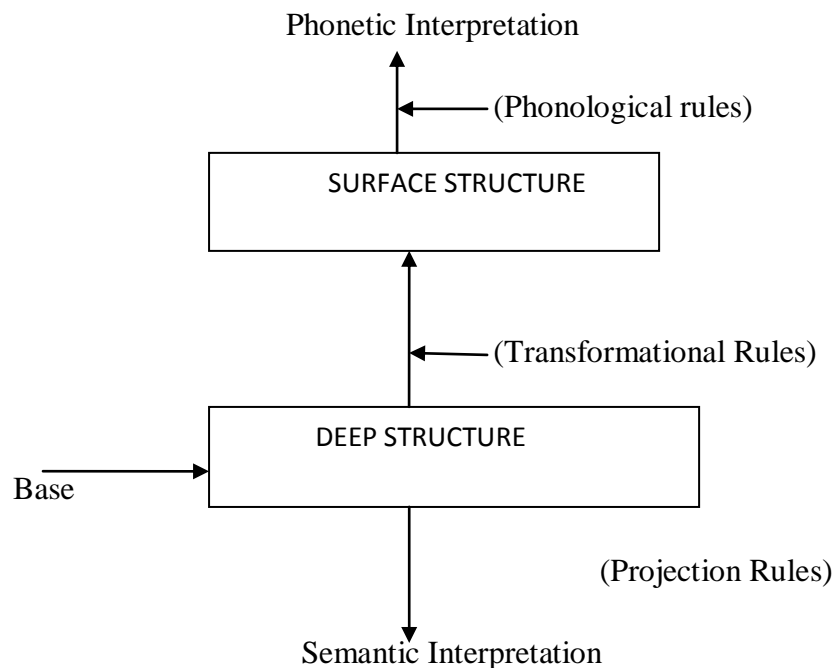 Phonetic Interpretation
(Phonological rules)
SURFACE STRUCTURE
(Transformational Rules)
DEEP STRUCTURE
Base
(Projection Rules)
Semantic Interpretation